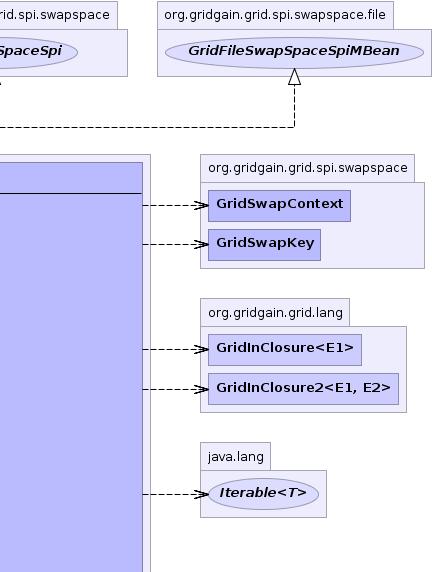 rid.spi.swapspace
org.gridgain.grid.spi.swapspace.file
SpaceSpi
GridFileSwapSpaceSpiMBean
org.gridgain.grid.spi.swapspace
GridSwapContext
GridSwapKey
org.gridgain.grid.lang
GridInClosure<E1>
GridInClosure2<E1, E2>
java.lang
Iterable<T>